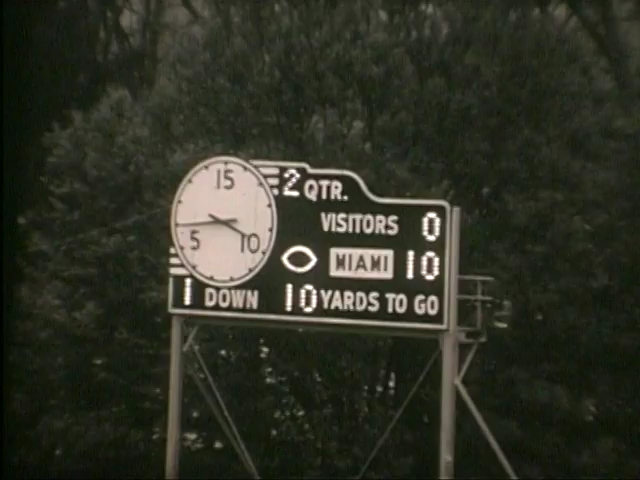 15
5 10
2 QTR.
VISITORS 0
MIAMI 10
1 DOWN 10 YARDS TO GO